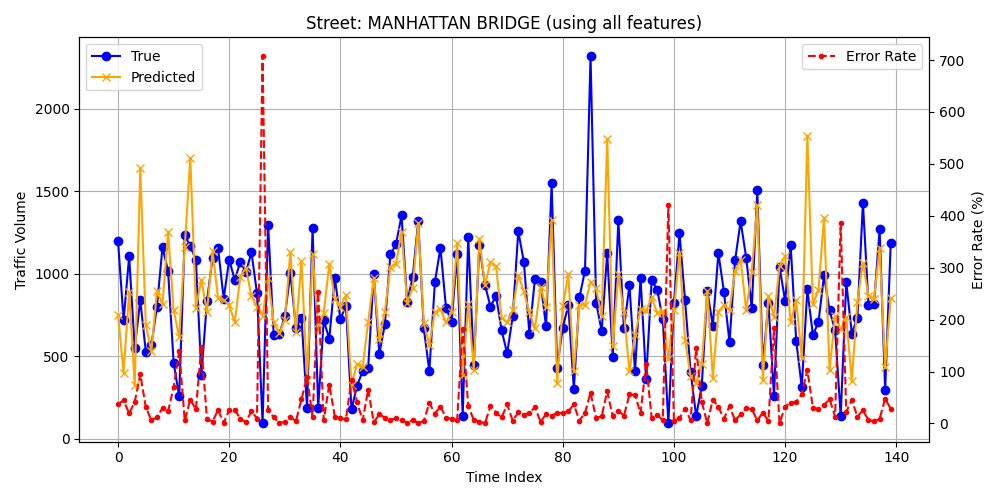 Street: MANHATTAN BRIDGE (using all features)
True
Predicted
Error Rate
Traffic Volume
2000
1500
1000
500
0
700
600
500
400
300
200
100
0
Error Rate (%)
0 20 40 60 80 100 120 140
Time Index